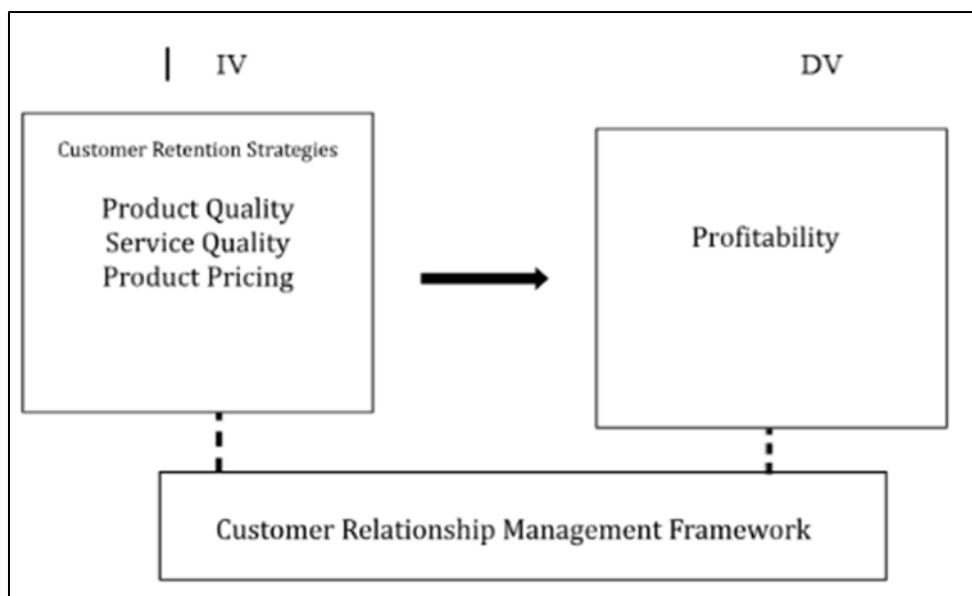 IV
DV
Customer Retention Strategies
Product Quality
Service Quality
Product Pricing
Profitability
Customer Relationship Management Framework